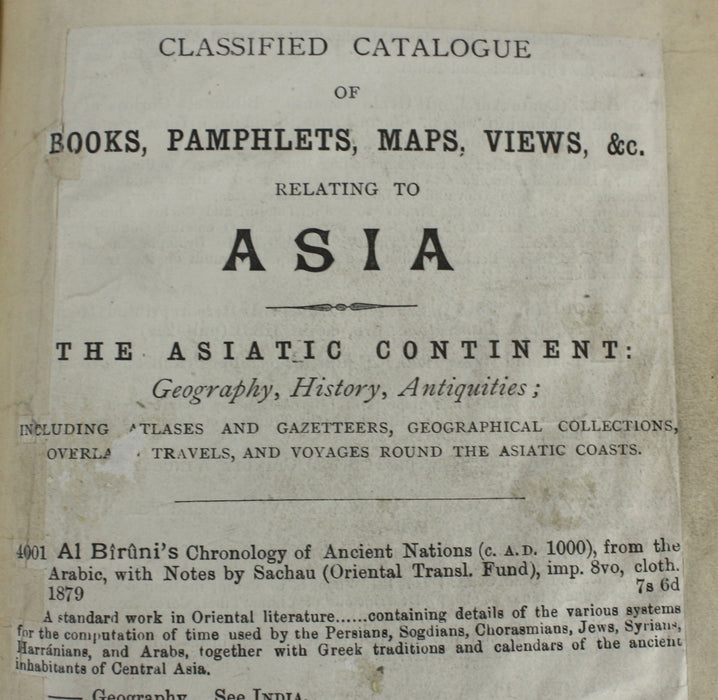 CLASSIFIED CATALOGUE
OF
BOOKS, PAMPHLETS, MAPS, VIEWS, &c.
RELATING TO
ASIA
THE ASIATIC CONTINENT:
Geography, History, Antiquities;
INCLUDING ATLASES AND GAZETTEERS, GEOGRAPHICAL COLLECTIONS,
OVERLA TRAVELS, AND VOYAGES ROUND THE ASIATIC COASTS.
4001 Al Bîrûni's Chronology of Ancient Nations (C. A.D. 1000), from the
Arabic, with Notes by Sachau (Oriental Transl. Fund), imp. 8vo, cloth.
1879 7s 6d
A standard work in Oriental literature......containing details of the various systems
for the computation of time used by the Persians, Sogdians, Chorasmians, Jews, Syrians,
Harrânians, and Arabs, together with Greek traditions and calendars of the ancient
inhabitants of Central Asia.
—— Geography. See INDIA.